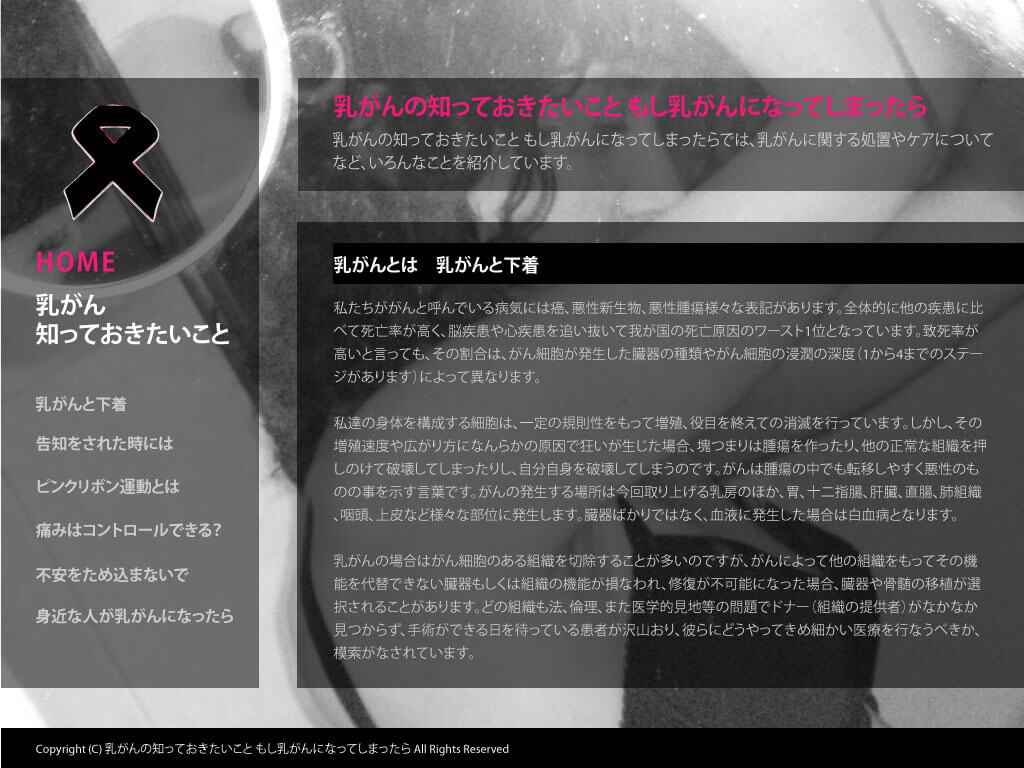 乳がんの知っておきたいこと もし乳がんになってしまったら
乳がんの知っておきたいこと もし乳がんになってしまったらでは、乳がんに関する処置やケアについて
など、いろんなことを紹介しています。
HOME
乳がん
知っておきたいこと
乳がんと下着
告知をされた時には
ピンクリボン運動とは
痛みはコントロールできる？
不安をため込まないで
身近な人が乳がんになったら
乳がんとは　乳がんと下着
私たちががんと呼んでいる病気には癌、悪性新生物、悪性腫瘍様々な表記があります。全体的に他の疾患に比
べて死亡率が高く、脳疾患や心疾患を追い抜いて我が国の死亡原因のワースト1位となっています。致死率が
高いと言っても、その割合は、がん細胞が発生した臓器の種類やがん細胞の浸潤の深度（1から4までのステー
ジがあります）によって異なります。
私達の身体を構成する細胞は、一定の規則性をもって増殖、役目を終えての消滅を行っています。しかし、その
増殖速度や広がり方になんらかの原因で狂いが生じた場合、塊つまりは腫瘍を作ったり、他の正常な組織を押
しのけて破壊してしまったりし、自分自身を破壊してしまうのです。がんは腫瘍の中でも転移しやすく悪性のも
のの事を示す言葉です。がんの発生する場所は今回取り上げる乳房のほか、胃、十二指腸、肝臓、直腸、肺組織
、咽頭、上皮など様々な部位に発生します。臓器ばかりではなく、血液に発生した場合は白血病となります。
乳がんの場合はがん細胞のある組織を切除することが多いのですが、がんによって他の組織をもってその機
能を代替できない臓器もしくは組織の機能が損なわれ、修復が不可能になった場合、臓器や骨髄の移植が選
択されることがあります。どの組織も法、倫理、また医学的見地等の問題でドナー（組織の提供者）がなかなか
見つからず、手術ができる日を待っている患者が沢山おり、彼らにどうやってきめ細かい医療を行なうべきか、
模索がなされています。
Copyright (C) 乳がんの知っておきたいこと もし乳がんになってしまったら All Rights Reserved